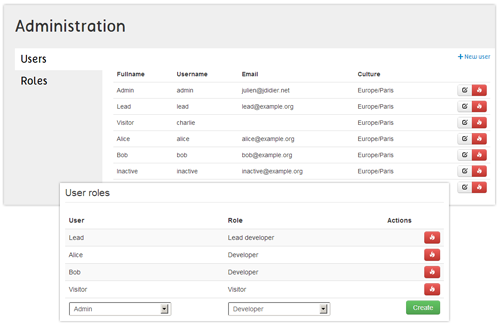 Administration
Users
+ New user
Roles
Fullname Username Email Culture
Admin admin julien@jdidier.net Europe/Paris
Lead lead lead@example.org Europe/Paris
Visitor charlie Europe/Paris
Alice alice alice@example.org Europe/Paris
Bob bob bob@example.org Europe/Paris
Inactive inactive inactive@example.org Europe/Paris
User roles
User Role Actions
Lead Lead developer
Alice Developer
Bob Developer
Visitor Visitor
Admin Developer Create